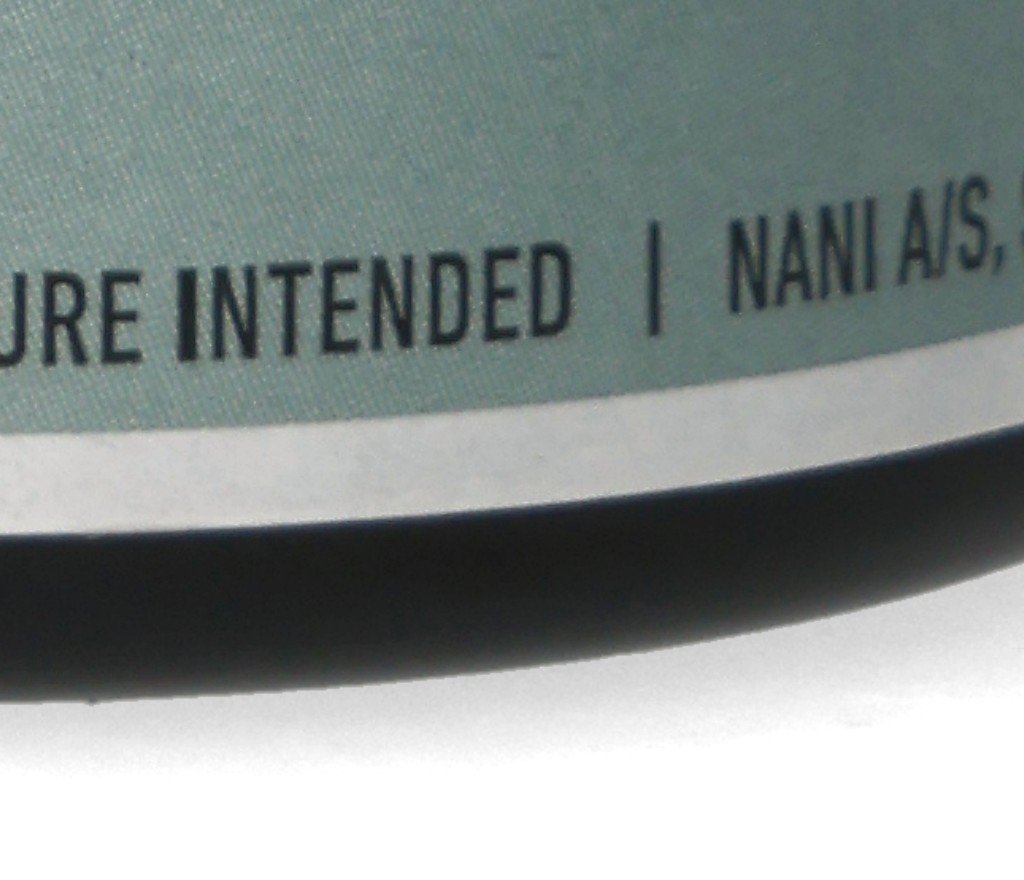 URE INTENDED | NANI A/S,